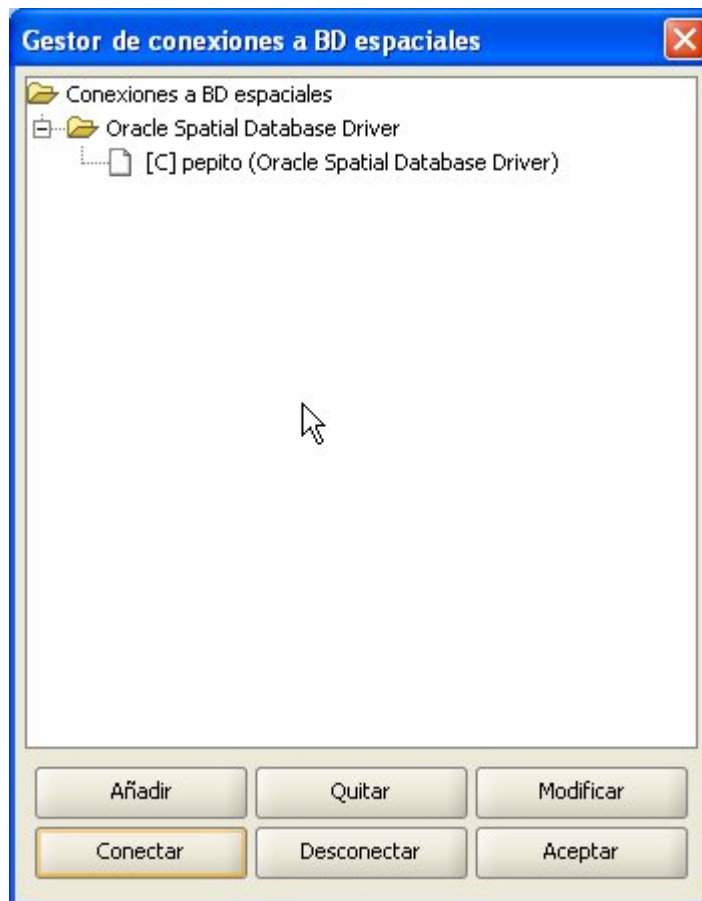 Gestor de conexiones a BD espaciales
Conexiones a BD espaciales
Oracle Spatial Database Driver
[C] pepito (Oracle Spatial Database Driver)
Añadir Quitar Modificar
Conectar Desconectar Aceptar